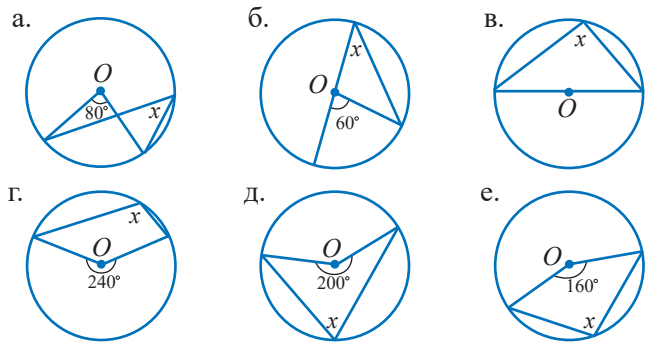 а. б. в.
O 80° x
x O 60°
x O
г. д. е.
x O 240°
O 200° x
O 160° x